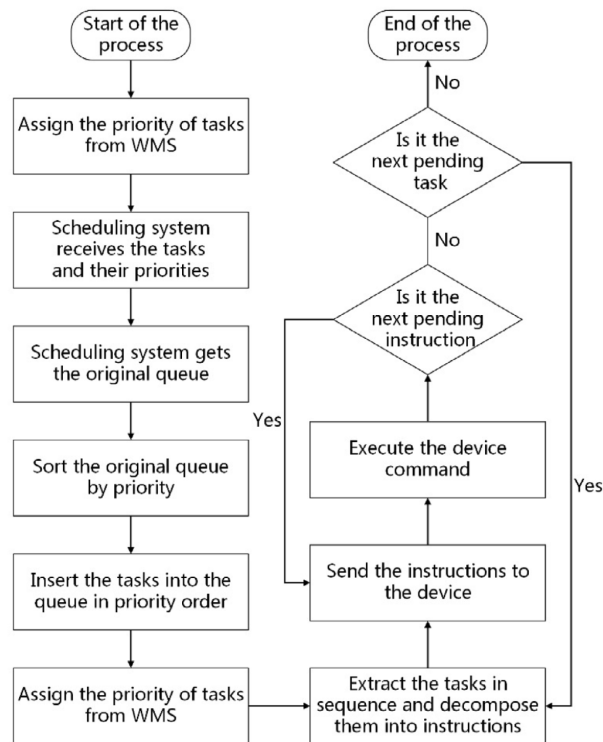 Start of the
process
Assign the priority of tasks
from WMS
Scheduling system
receives the tasks
and their priorities
Scheduling system gets
the original queue
Sort the original queue
by priority
Insert the tasks into the
queue in priority order
Assign the priority of tasks
from WMS
End of the
process
No
Is it the
next pending
task
No
Is it the
next pending
instruction
Yes
Execute the device
command
Yes
Send the instructions to
the device
Extract the tasks in
sequence and decompose
them into instructions